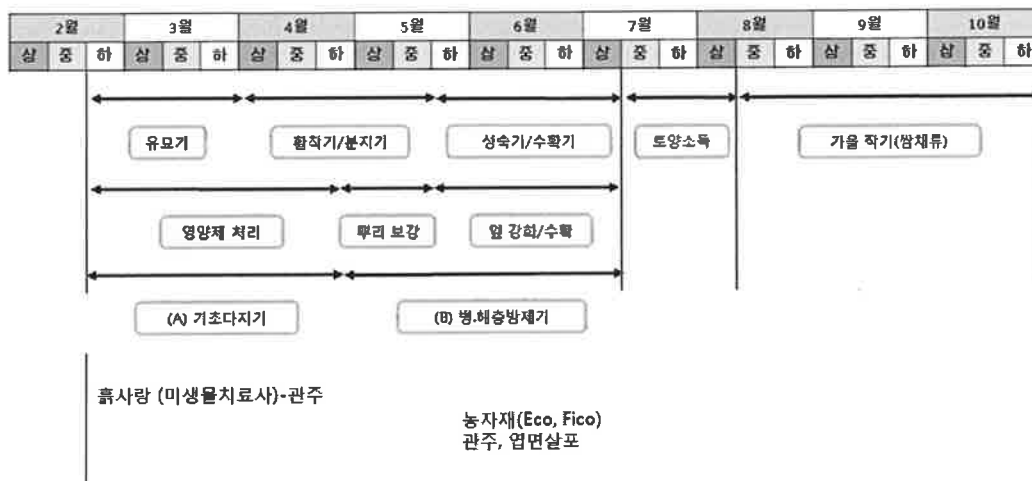 2월 3월 4월 5월 6월 7월 8월 9월 10월
상 중 하 상 중 하 상 중 하 상 중 하 상 중 하 상 중 하 상 중 하 상 중 하 상 중 하
유묘기 활착기/분지기 성숙기/수확기 토양소독 가을 작기(쌈채류)
영양제 처리 뿌리 보강 잎 강화/수확
(A) 기초다지기 (B) 병.해충방제기
흙사랑 (미생물치료사)-관주
농자재(Eco, Fico)
관주, 엽면살포